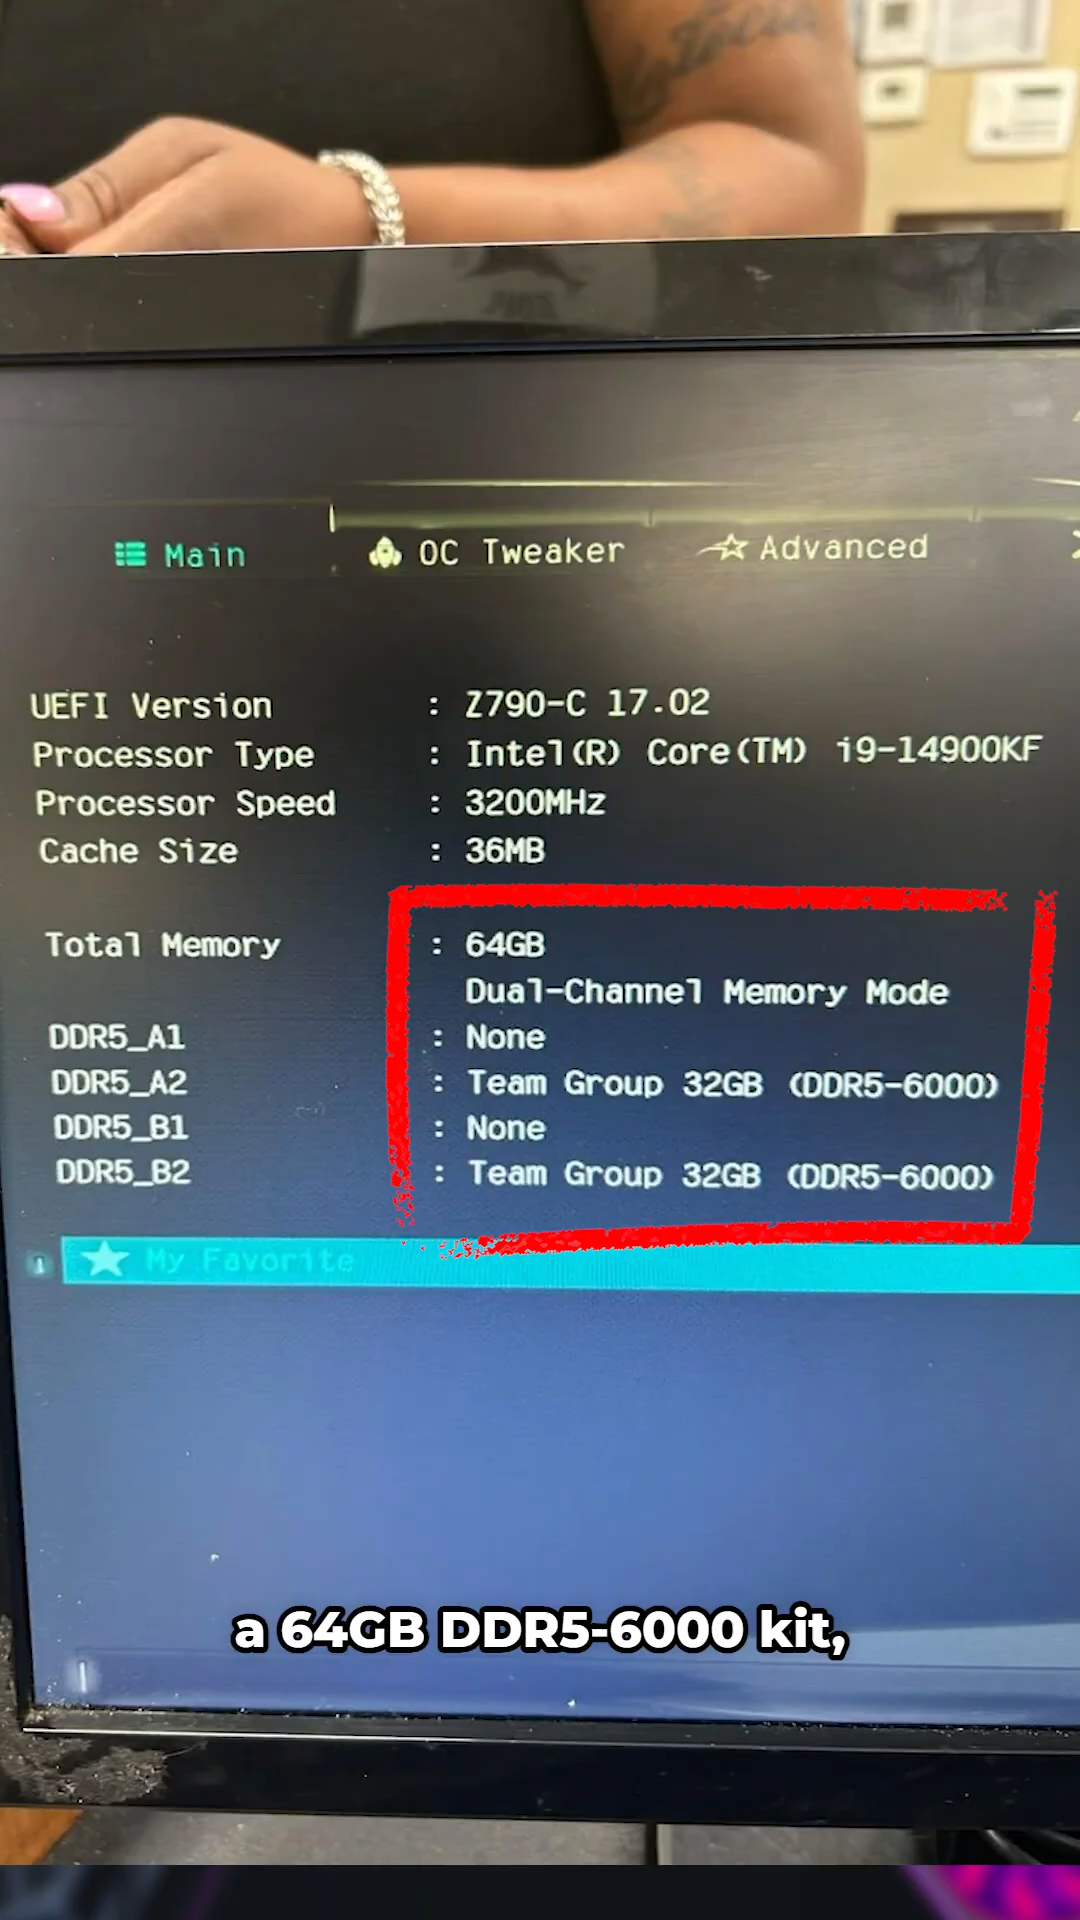 Main
OC Tweaker
Advanced
UEFI Version : Z790-C 17.02
Processor Type : Intel(R) Core(TM) i9-14900KF
Processor Speed : 3200MHz
Cache Size : 36MB
Total Memory : 64GB
Dual-Channel Memory Mode
DDR5_A1 : None
DDR5_A2 : Team Group 32GB (DDR5-6000)
DDR5_B1 : None
DDR5_B2 : Team Group 32GB (DDR5-6000)
My Favorite
a 64GB DDR5-6000 kit,